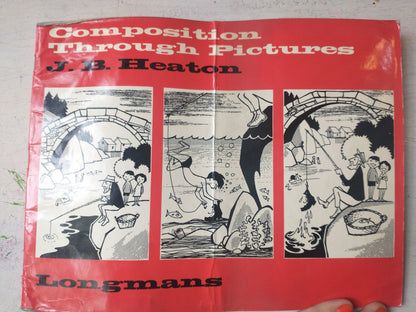 Composition
Through Pictures
J. B. Heaton
Longmans